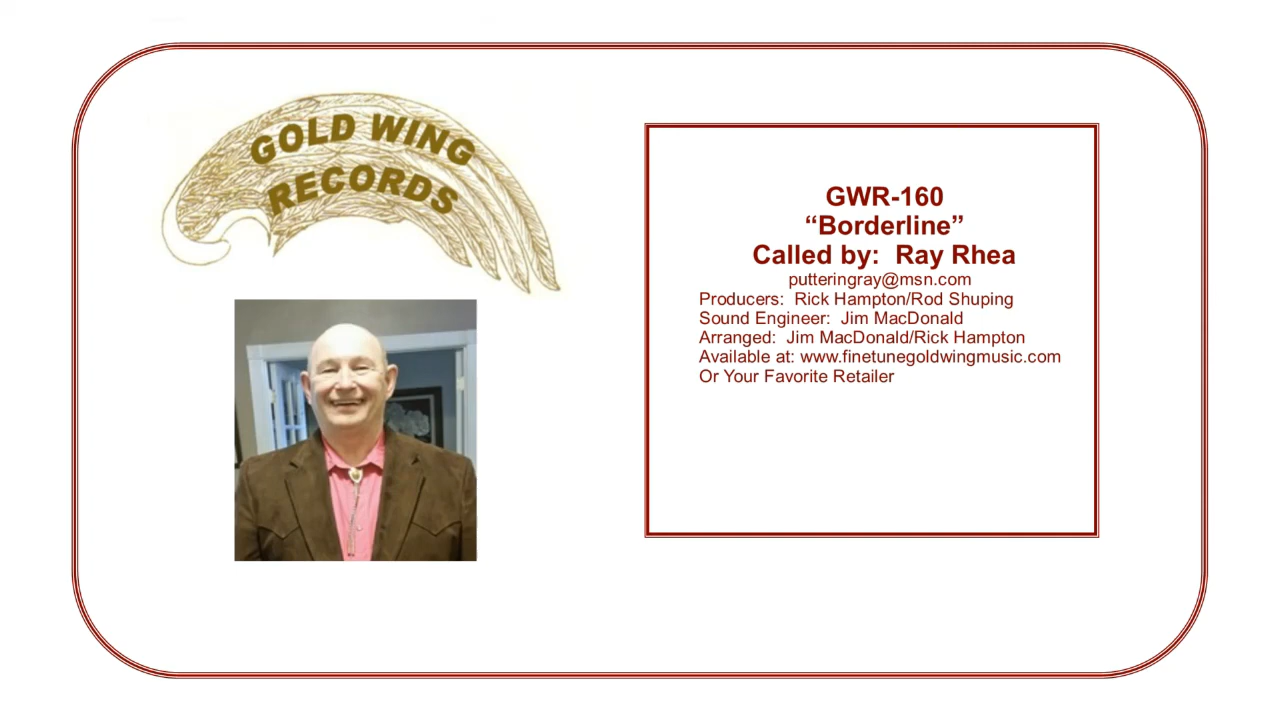 GOLD WING
RECORDS
GWR-160
“Borderline”
Called by:  Ray Rhea
putteringray@msn.com
Producers:  Rick Hampton/Rod Shuping
Sound Engineer:  Jim MacDonald
Arranged:  Jim MacDonald/Rick Hampton
Available at: www.finetunegoldwingmusic.com
Or Your Favorite Retailer